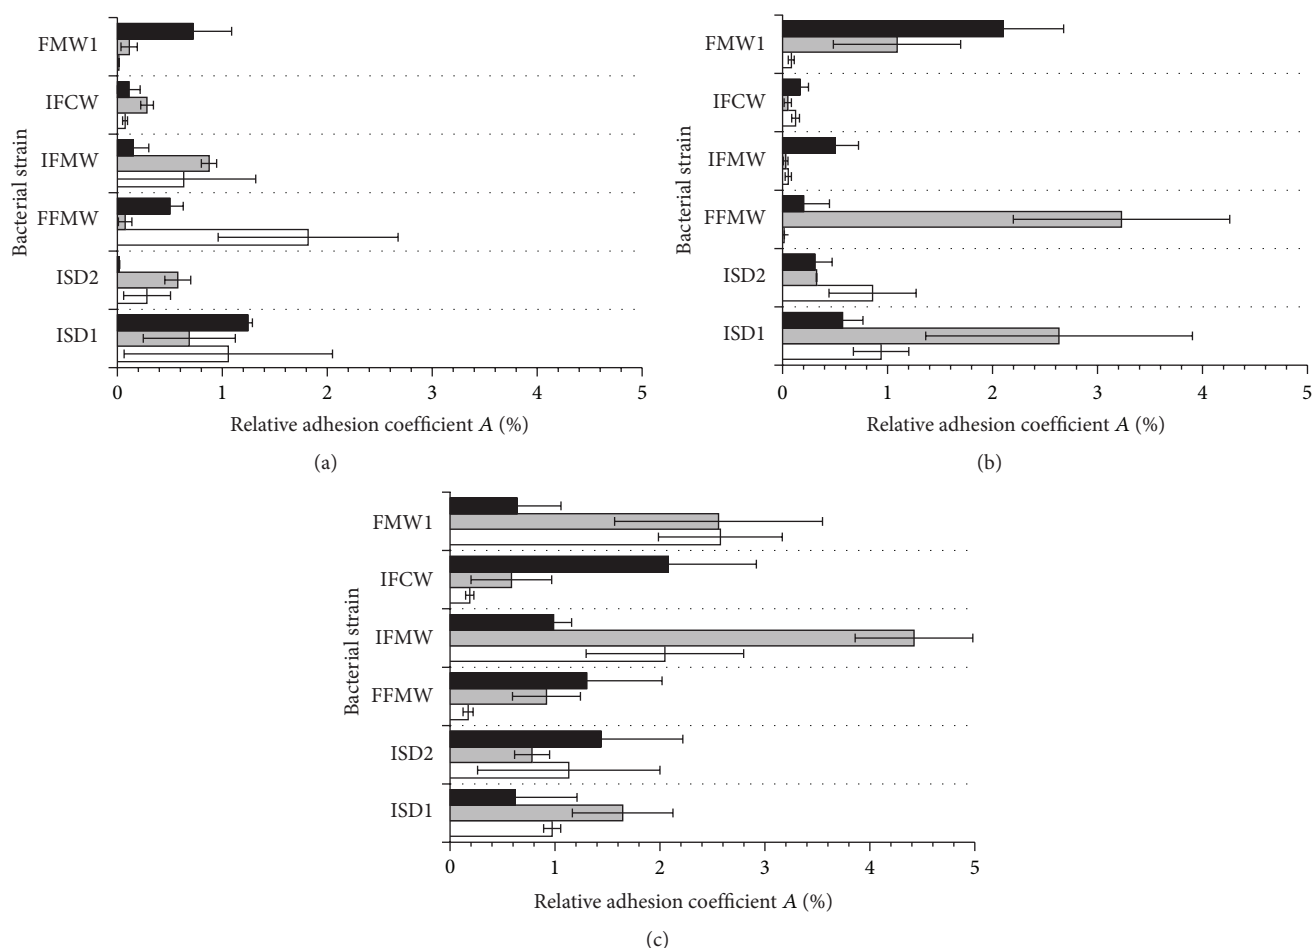 FMW1
IFCW
IFMW
FFMW
ISD2
ISD1
Bacterial strain
0 1 2 3 4 5
Relative adhesion coefficient A (%)
(a)
FMW1
IFCW
IFMW
FFMW
ISD2
ISD1
Bacterial strain
0 1 2 3 4 5
Relative adhesion coefficient A (%)
(b)
FMW1
IFCW
IFMW
FFMW
ISD2
ISD1
Bacterial strain
0 1 2 3 4 5
Relative adhesion coefficient A (%)
(c)